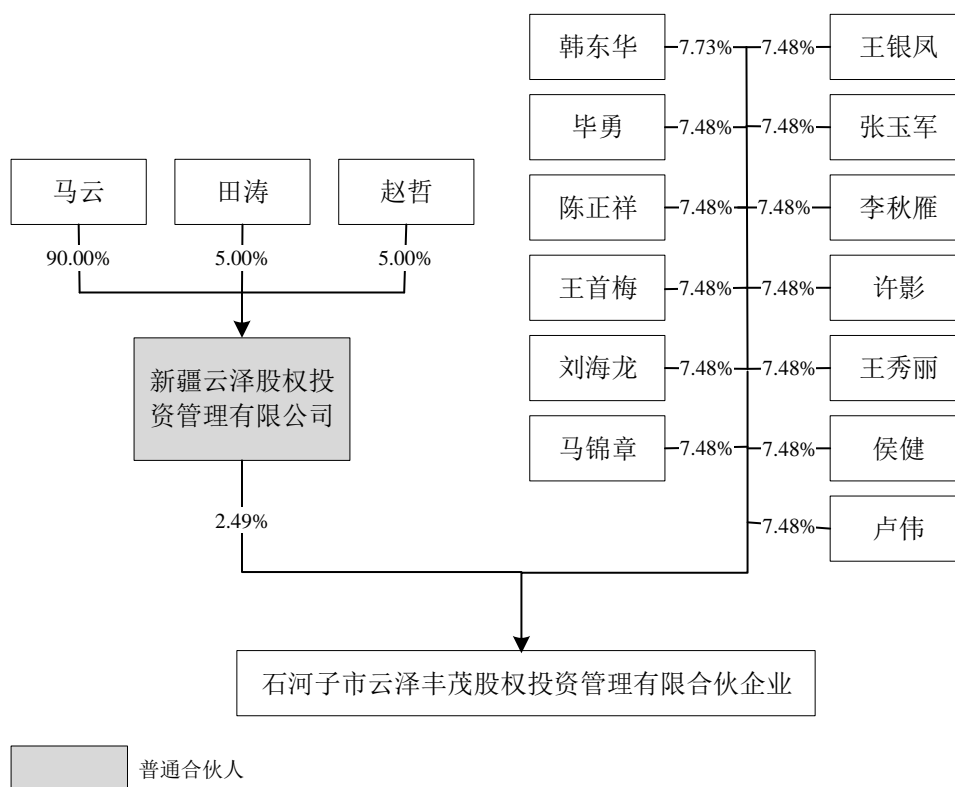 韩东华
7.73%
7.48%
王银凤
毕勇
7.48%
7.48%
张玉军
马云
田涛
赵哲
陈正祥
7.48%
7.48%
李秋雁
90.00%
5.00%
5.00%
王首梅
7.48%
7.48%
许影
新疆云泽股权投
资管理有限公司
刘海龙
7.48%
7.48%
王秀丽
马锦章
7.48%
7.48%
侯健
2.49%
7.48%
卢伟
石河子市云泽丰茂股权投资管理有限合伙企业
普通合伙人